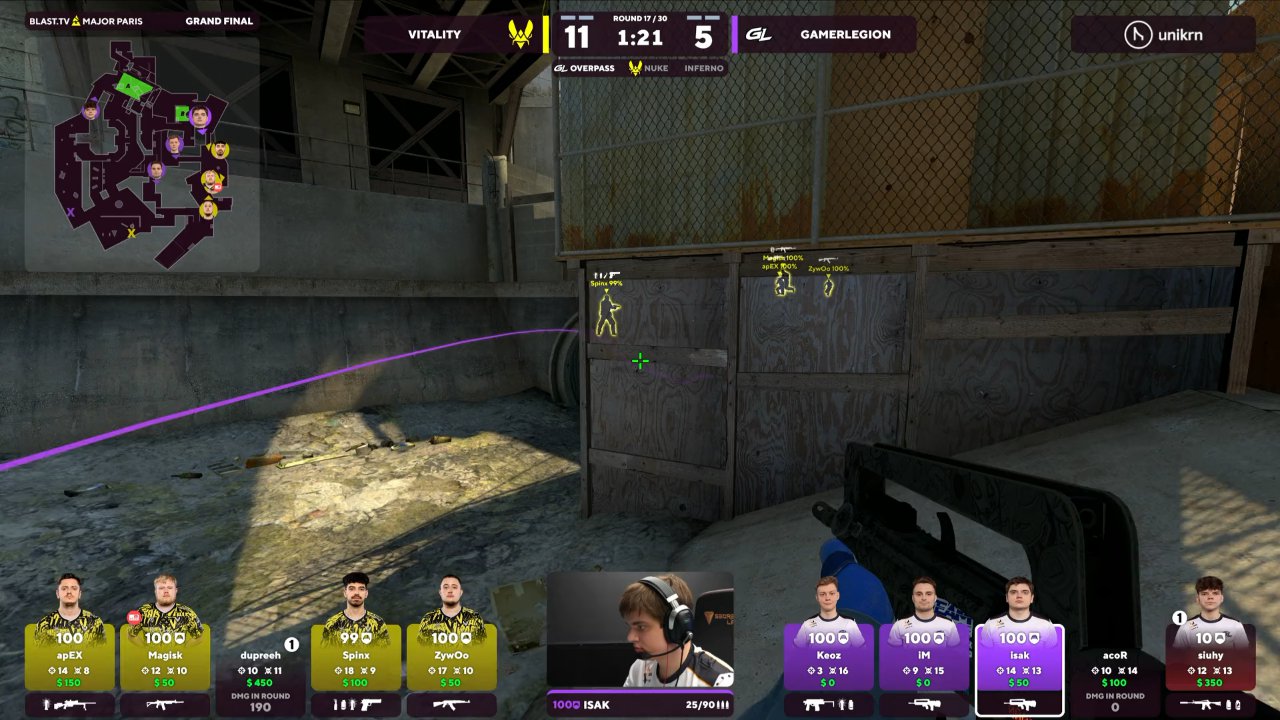 BLAST.TV MAJOR PARIS GRAND FINAL
VITALITY
11
ROUND 17 / 30
1:21
5
GL GAMERLEGION
unikrn
GL OVERPASS NUKE INFERNO
Magisk 100%
apEX 100%
ZywOo 100%
Spinx 99%
100
apEX
14 8
$150
100
Magisk
12 10
$50
1
dupreeh
10 11
$450
DMG IN ROUND
190
99
Spinx
18 9
$100
100
ZywOo
17 10
$50
100 ISAK 25/90
100
Keoz
3 16
$0
100
iM
9 15
$0
100
isak
14 13
$50
acoR
10 14
$100
DMG IN ROUND
0
1
10
siuhy
12 13
$350